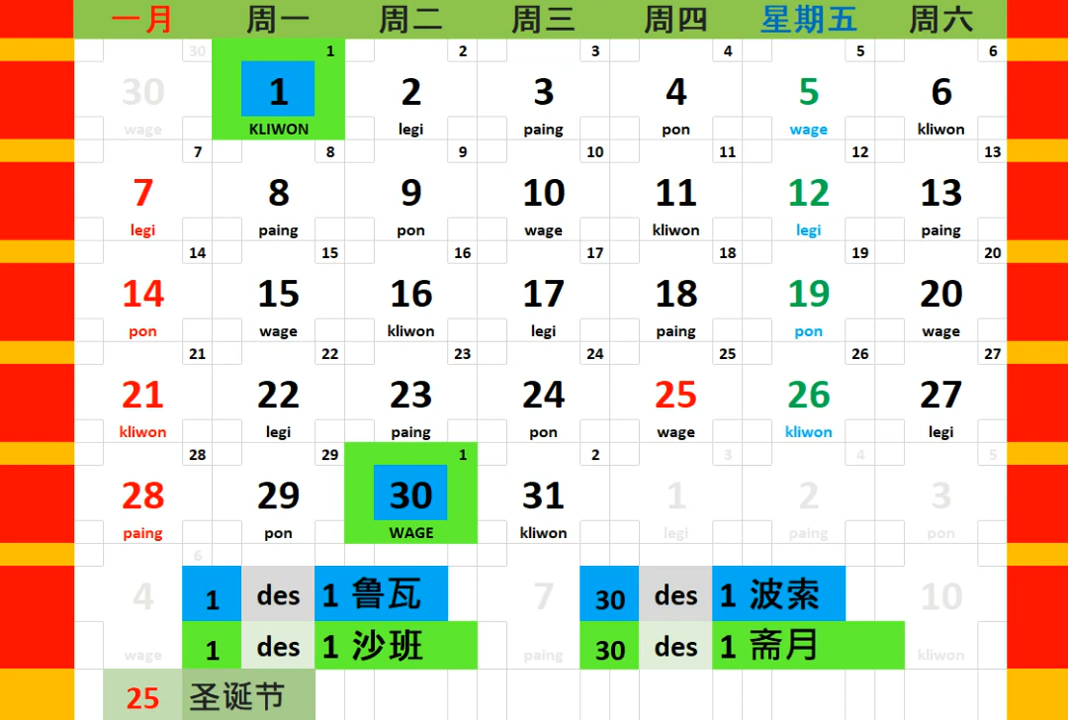 一月 周一 周二 周三 周四 星期五 周六
30 1 2 3 4 5 6
30 1 2 3 4 5 6
wage KLIWON legi paing pon wage kliwon
7 8 9 10 11 12 13
7 8 9 10 11 12 13
legi paing pon wage kliwon legi paing
14 15 16 17 18 19 20
14 15 16 17 18 19 20
pon wage kliwon legi paing pon wage
21 22 23 24 25 26 27
21 22 23 24 25 26 27
kliwon legi paing pon wage kliwon legi
28 29 1 2 3 4 5
28 29 30 31 1 2 3
paing pon WAGE kliwon legi paing pon
6
4 1 des 1 鲁瓦 7 30 des 1 波索 10
wage 1 des 1 沙班 paing 30 des 1 斋月 kliwon
25 圣诞节